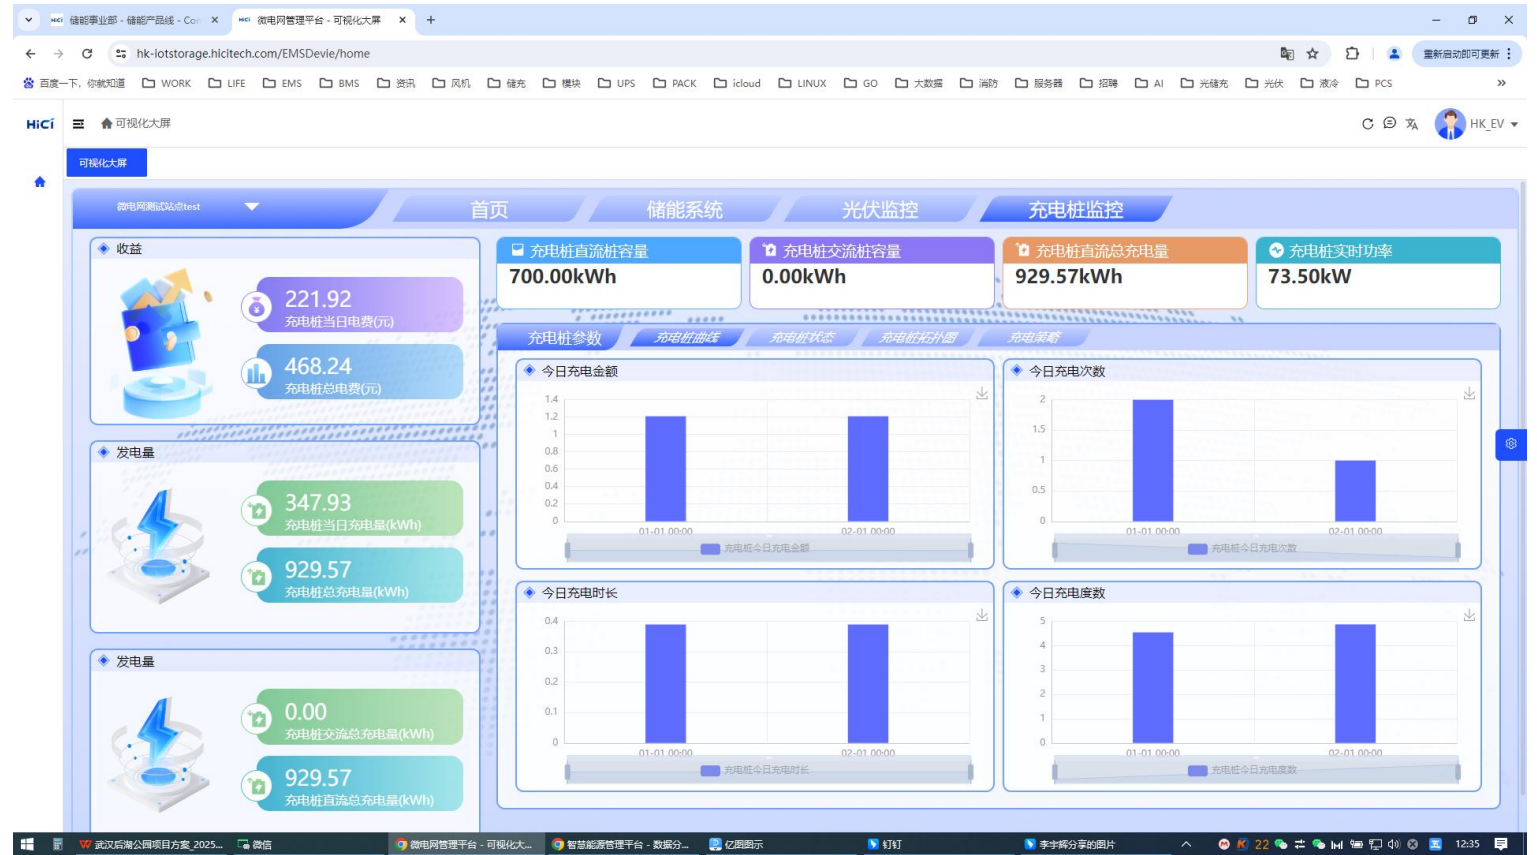 储能事业部 - 储能产品线 - Con
微电网管理平台 - 可视化大屏
hk-iotstorage.hicitech.com/EMSDevie/home
重新启动即可更新
百度一下，你就知道 WORK LIFE EMS BMS 资讯 风机 储充 模块 UPS PACK icloud LINUX GO 大数据 消防 服务器 招聘 AI 光储充 光伏 液冷 PCS
HiCi 可视化大屏 HK_EV
可视化大屏
微电网测试站点test 首页 储能系统 光伏监控 充电桩监控
收益
221.92
充电桩当日电费(元)
468.24
充电桩总电费(元)
发电量
347.93
充电桩当日充电量(kWh)
929.57
充电桩总充电量(kWh)
发电量
0.00
充电桩交流总充电量(kWh)
929.57
充电桩直流总充电量(kWh)
充电桩直流桩容量
700.00kWh
充电桩交流桩容量
0.00kWh
充电桩直流总充电量
929.57kWh
充电桩实时功率
73.50kW
充电桩参数 充电桩曲线 充电桩状态 充电桩拓扑图 充电策略
今日充电金额
1.4
1.2
1
0.8
0.6
0.4
0.2
0
01-01 00:00 02-01 00:00
充电桩今日充电金额
今日充电次数
2
1.5
1
0.5
0
01-01 00:00 02-01 00:00
充电桩今日充电次数
今日充电时长
0.4
0.3
0.2
0.1
0
01-01 00:00 02-01 00:00
充电桩今日充电时长
今日充电度数
5
4
3
2
1
0
01-01 00:00 02-01 00:00
充电桩今日充电度数
武汉后湖公园项目方案_2025... 微信 微电网管理平台 - 可视化大... 智慧能源管理平台 - 数据分... 亿图图示 钉钉 李宇辉分享的图片 22 12:35